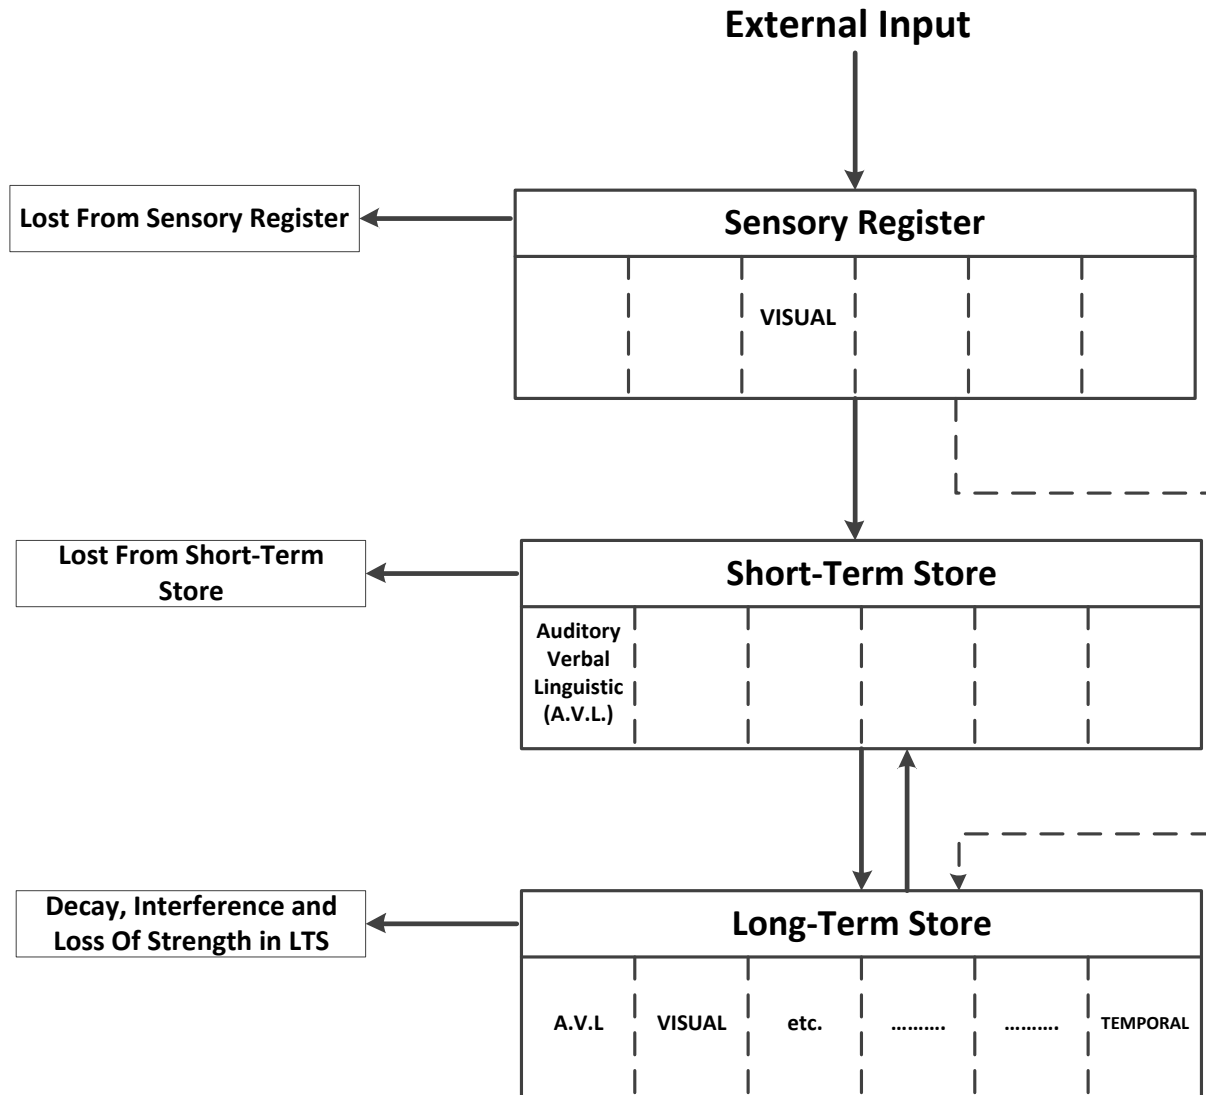 External Input
Lost From Sensory Register
Sensory Register
VISUAL
Lost From Short-Term
Store
Short-Term Store
Auditory
Verbal
Linguistic
(A.V.L.)
Decay, Interference and
Loss Of Strength in LTS
Long-Term Store
A.V.L VISUAL etc. .......... .......... TEMPORAL